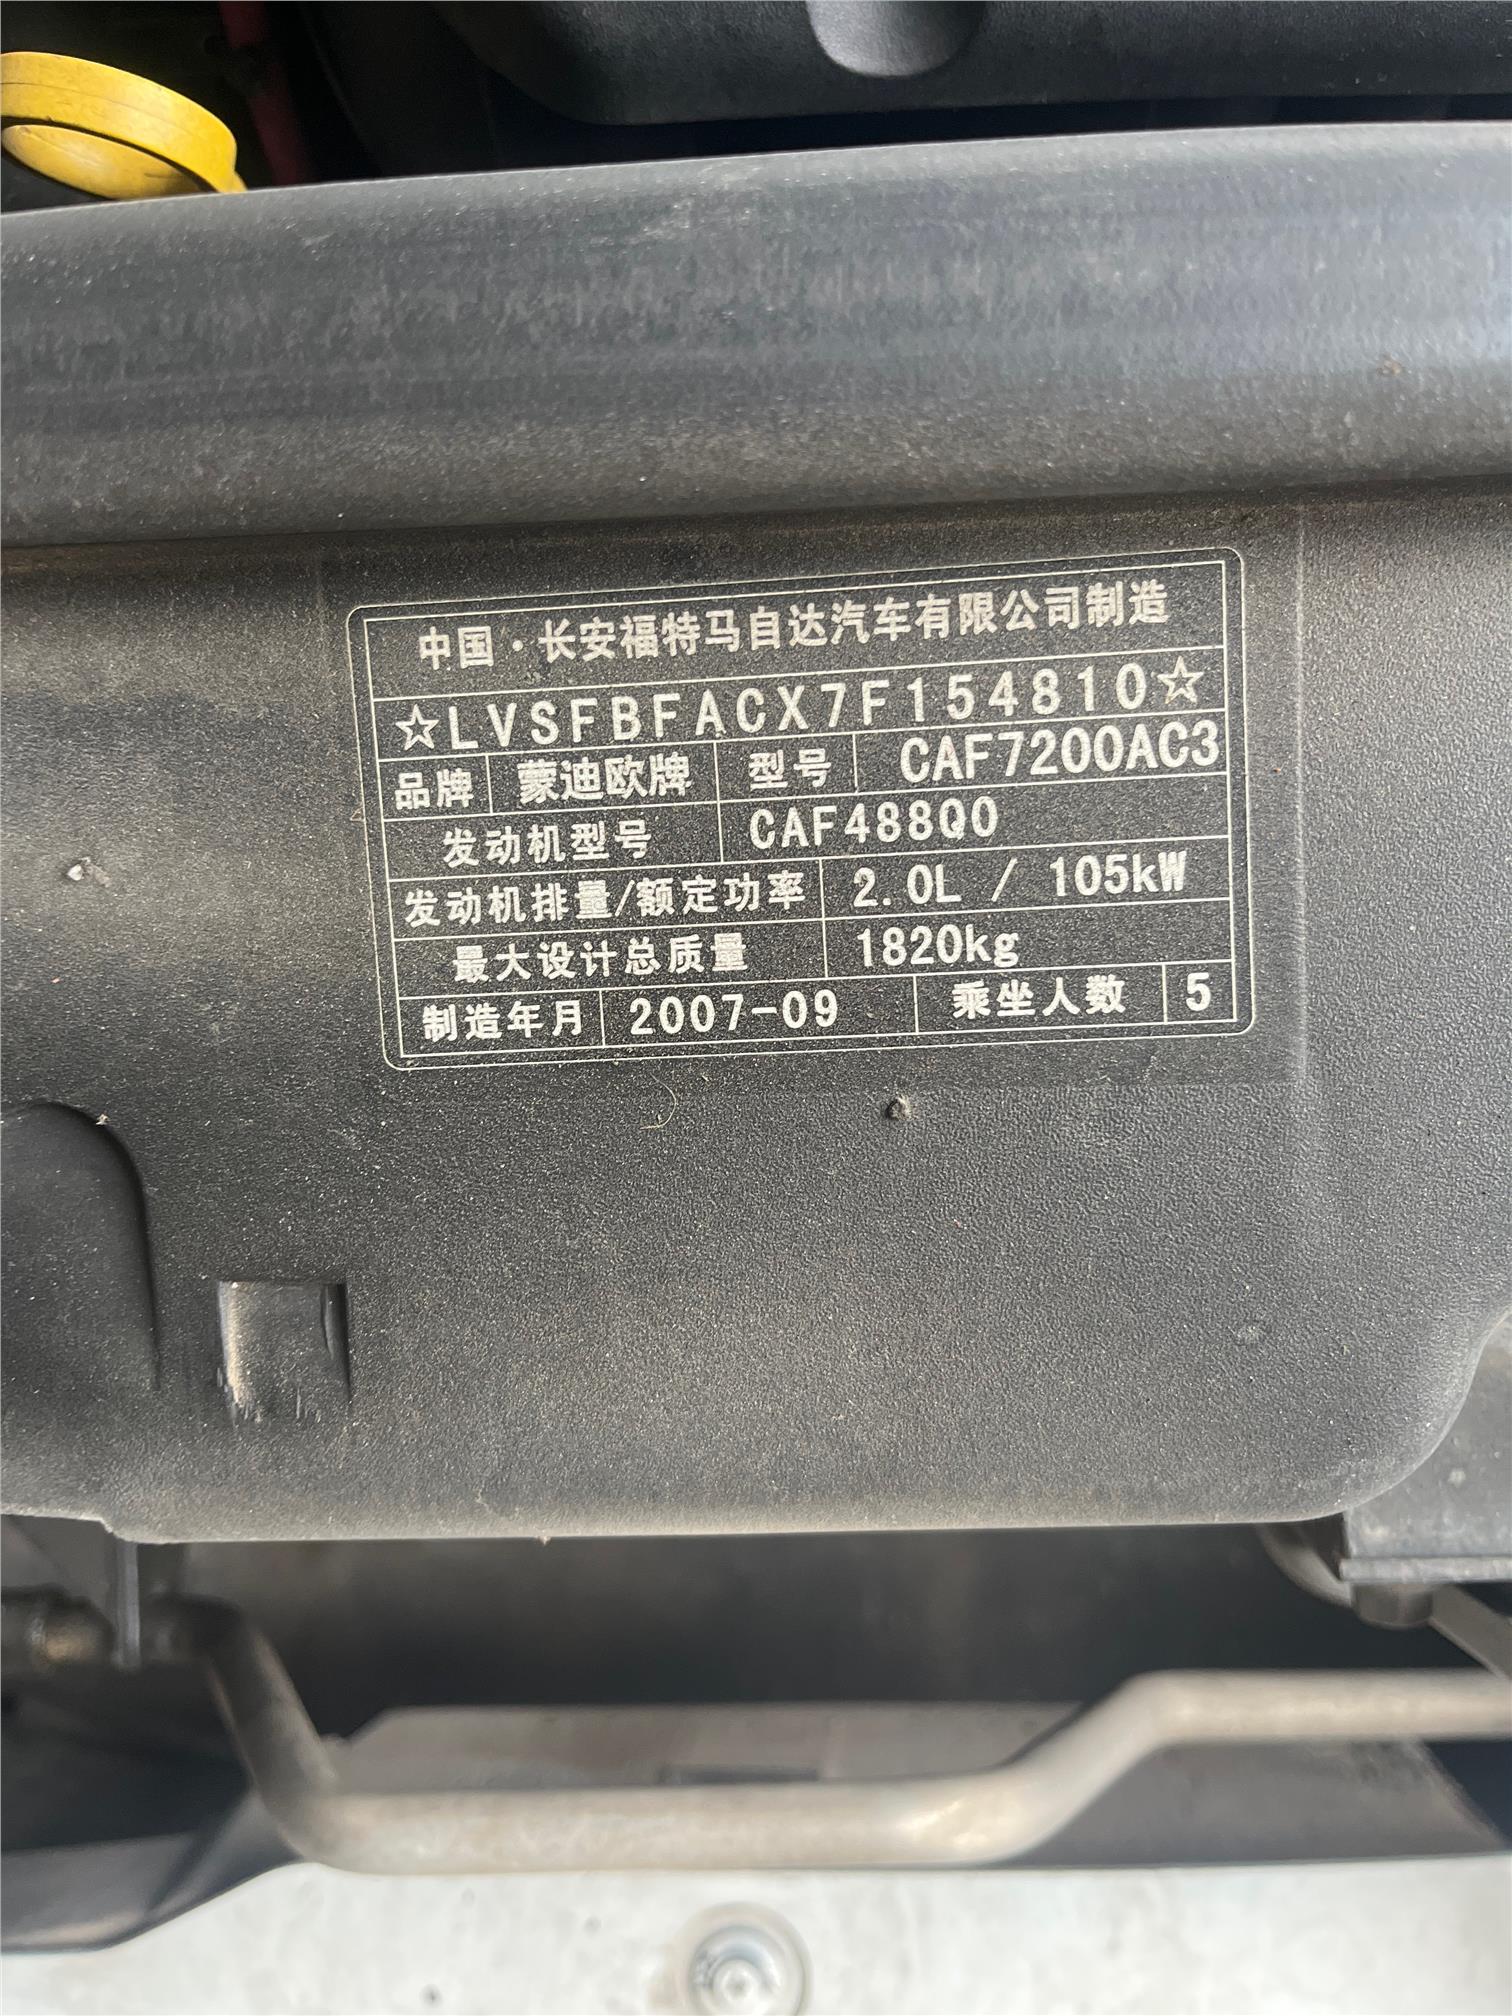 中国·长安福特马自达汽车有限公司制造
☆LVSFBFACX7F154810☆
品牌 蒙迪欧牌 型号 CAF7200AC3
发动机型号 CAF488Q0
发动机排量/额定功率 2.0L / 105kW
最大设计总质量 1820kg
制造年月 2007-09 乘坐人数 5